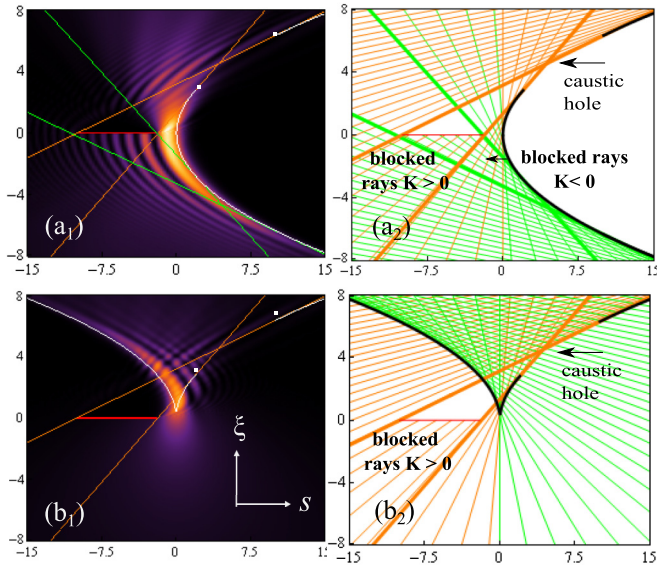 8
4
0
-4
-8
(a1)
-15
-7.5
0
7.5
15
8
4
0
-4
-8
caustic
hole
blocked
rays K > 0
blocked rays
K< 0
(a2)
-15
-7.5
0
7.5
15
8
4
0
-4
-8
ξ
s
(b1)
-15
-7.5
0
7.5
15
8
4
0
-4
-8
caustic
hole
blocked
rays K > 0
(b2)
-15
-7.5
0
7.5
15